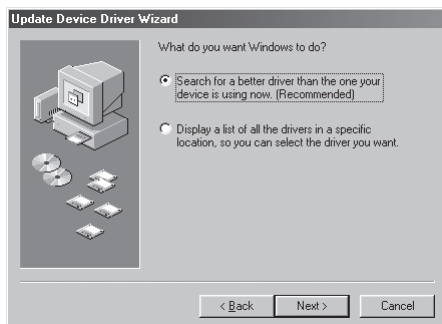 Update Device Driver Wizard
What do you want Windows to do?
Search for a better driver than the one your
device is using now. (Recommended)
Display a list of all the drivers in a specific
location, so you can select the driver you want.
< Back
Next >
Cancel